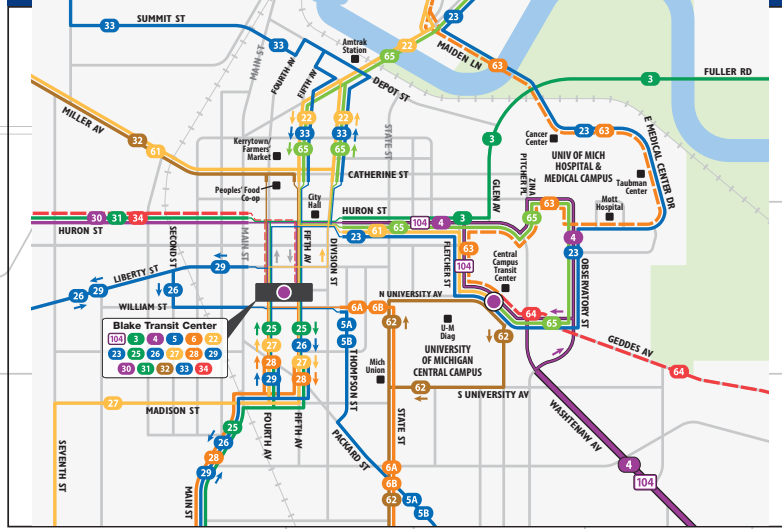 SUMMIT ST
33
33
23
22
65
Amtrak
Station
MAIDEN LN
63
FULLER RD
3
MAIN ST
FOURTH AV
FIFTH AV
DEPOT ST
MILLER AV
32
61
22
33
65
22
33
65
STATE ST
3
Cancer
Center
23
63
E MEDICAL CENTER DR
Kerrytown/
Farmers'
Market
CATHERINE ST
Peoples' Food
Co-op
City
Hall
UNIV OF MICH
HOSPITAL &
MEDICAL CAMPUS
Taubman
Center
Mott
Hospital
GLEN AV
ZINA
PITCHER PL
63
65
30
31
34
HURON ST
HURON ST
104
4
3
61
65
23
4
23
SECOND ST
MAIN ST
FIFTH AV
DIVISION ST
FLETCHER ST
63
104
Central
Campus
Transit
Center
OBSERVATORY ST
LIBERTY ST
29
26
29
26
WILLIAM ST
Blake Transit Center
104 3 4 5 6 22
23 25 26 27 28 29
30 31 32 33 34
25
27
28
29
25
26
27
28
6A
6B
5A
5B
THOMPSON ST
N UNIVERSITY AV
62
U-M
Diag
UNIVERSITY
OF MICHIGAN
CENTRAL CAMPUS
62
64
65
GEDDES AV
64
Mich
Union
62
S UNIVERSITY AV
27
MADISON ST
SEVENTH ST
25
26
28
29
MAIN ST
FOURTH AV
FIFTH AV
PACKARD ST
STATE ST
6A
6B
62
5A
5B
WASHTENAW AV
4
104